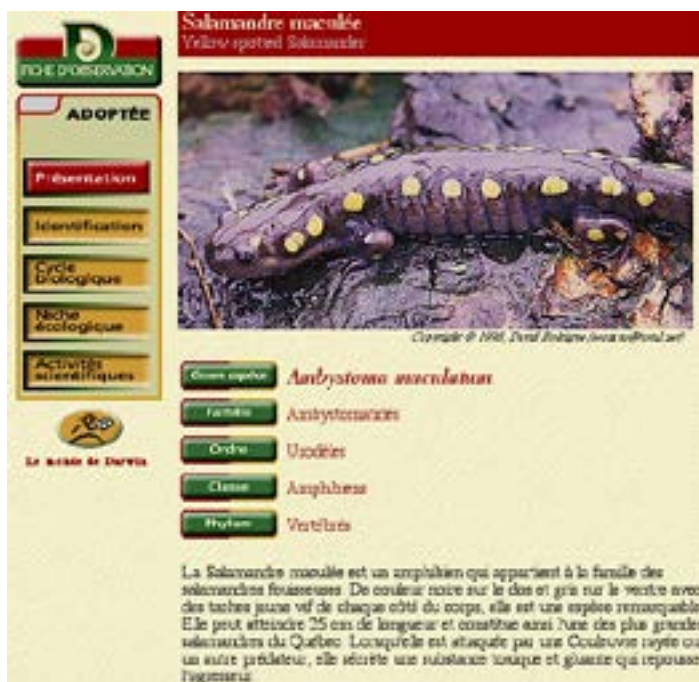 Salamandre maculée
Yellow-spotted Salamander
FICHE D'OBSERVATION
ADOPTÉE
Présentation
Identification
Cycle
biologique
Niche
écologique
Activités
scientifiques
Le monde de Darwin
Copyright © 1998, David
Genre espèce Ambystoma maculatum
Famille Ambystomatidés
Ordre Urodèles
Classe Amphibiens
Phylum Vertébrés
La Salamandre maculée est un amphibien qui appartient à la famille des
salamandres fouisseuses. De couleur noire sur le dos et gris sur le ventre avec
des taches jaune vif de chaque côté du corps, elle est une espèce remarquable.
Elle peut atteindre 25 cm de longueur et constitue ainsi l'une des plus grandes
salamandres du Québec. Lorsqu'elle est attaquée par une Couleuvre rayée ou
un autre prédateur, elle sécrète une substance toxique et gluante qui repousse
l'agresseur.